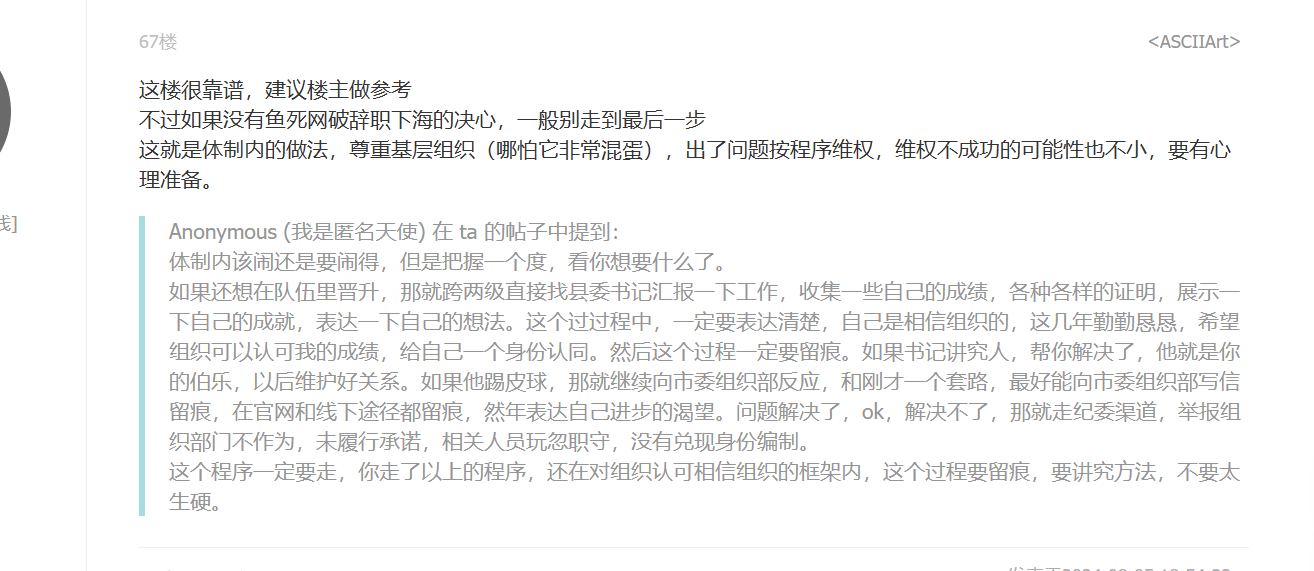 67楼
<ASCIIArt>
这楼很靠谱，建议楼主做参考
不过如果没有鱼死网破辞职下海的决心，一般别走到最后一步
这就是体制内的做法，尊重基层组织（哪怕它非常混蛋），出了问题按程序维权，维权不成功的可能性也不小，要有心
理准备。
线]
Anonymous (我是匿名天使) 在 ta 的帖子中提到：
体制内该闹还是要闹得，但是把握一个度，看你想要什么了。
如果还想在队伍里晋升，那就跨两级直接找县委书记汇报一下工作，收集一些自己的成绩，各种各样的证明，展示一
下自己的成就，表达一下自己的想法。这个过过程中，一定要表达清楚，自己是相信组织的，这几年勤勤恳恳，希望
组织可以认可我的成绩，给自己一个身份认同。然后这个过程一定要留痕。如果书记讲究人，帮你解决了，他就是你
的伯乐，以后维护好关系。如果他踢皮球，那就继续向市委组织部反应，和刚才一个套路，最好能向市委组织部写信
留痕，在官网和线下途径都留痕，然年表达自己进步的渴望。问题解决了，ok，解决不了，那就走纪委渠道，举报组
织部门不作为，未履行承诺，相关人员玩忽职守，没有兑现身份编制。
这个程序一定要走，你走了以上的程序，还在对组织认可相信组织的框架内，这个过程要留痕，要讲究方法，不要太
生硬。